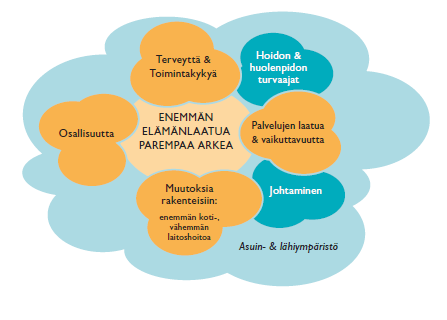 Terveyttä &
Toimintakykyä
Hoidon &
huolenpidon
turvaajat
Osallisuutta
ENEMMÄN
ELÄMÄNLAATUA
PAREMPAA ARKEA
Palvelujen laatua
& vaikuttavuutta
Muutoksia
rakenteisiin:
enemmän koti-,
vähemmän
laitoshoitoa
Johtaminen
Asuin- & lähiympäristö